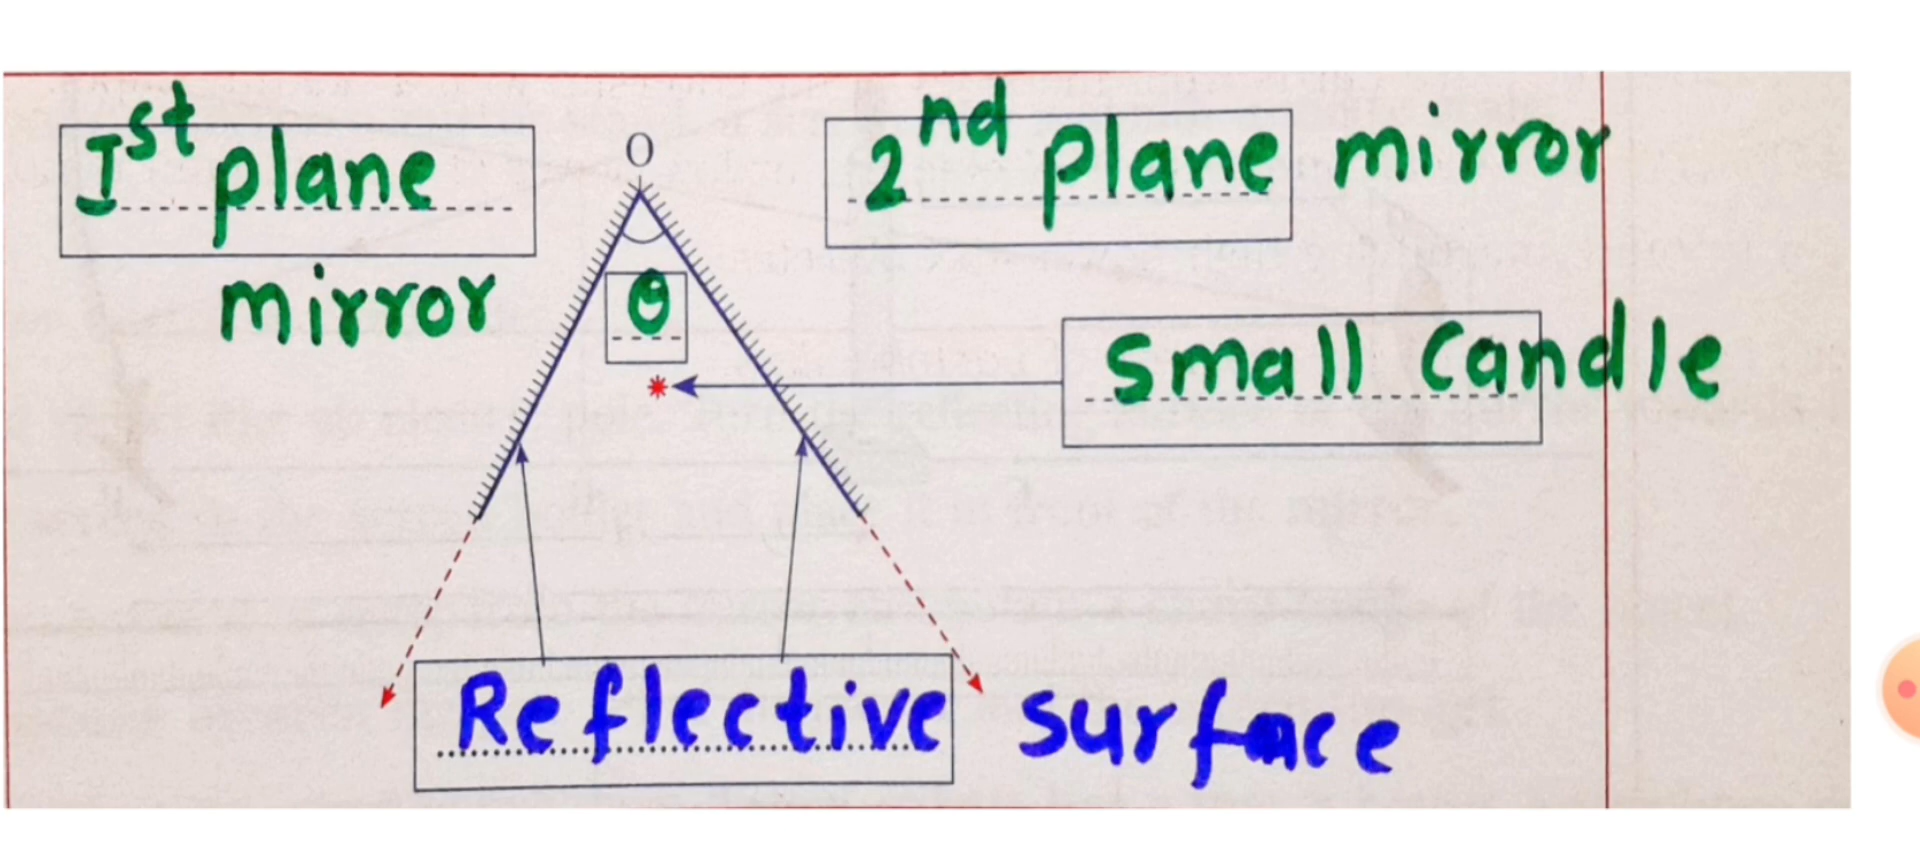 Ist plane
mirror
O
2nd plane mirror
θ
small Candle
Reflective surface